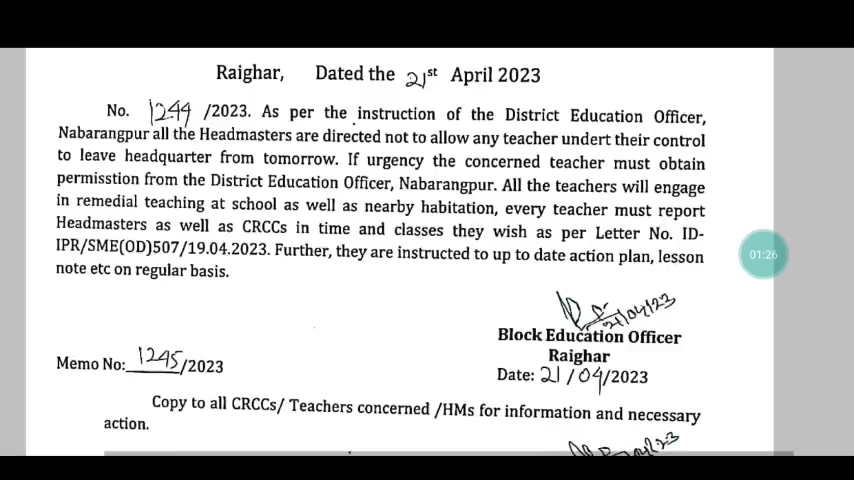 Raighar, Dated the 21st April 2023
No. 1244 /2023. As per the instruction of the District Education Officer,
Nabarangpur all the Headmasters are directed not to allow any teacher undert their control
to leave headquarter from tomorrow. If urgency the concerned teacher must obtain
permisstion from the District Education Officer, Nabarangpur. All the teachers will engage
in remedial teaching at school as well as nearby habitation, every teacher must report
Headmasters as well as CRCCs in time and classes they wish as per Letter No. ID-
IPR/SME(OD)507/19.04.2023. Further, they are instructed to up to date action plan, lesson
note etc on regular basis.
01:26
21/04/23
Block Education Officer
Raighar
Date: 21/04/2023
Memo No: 1245/2023
Copy to all CRCCs/ Teachers concerned /HMs for information and necessary
action.